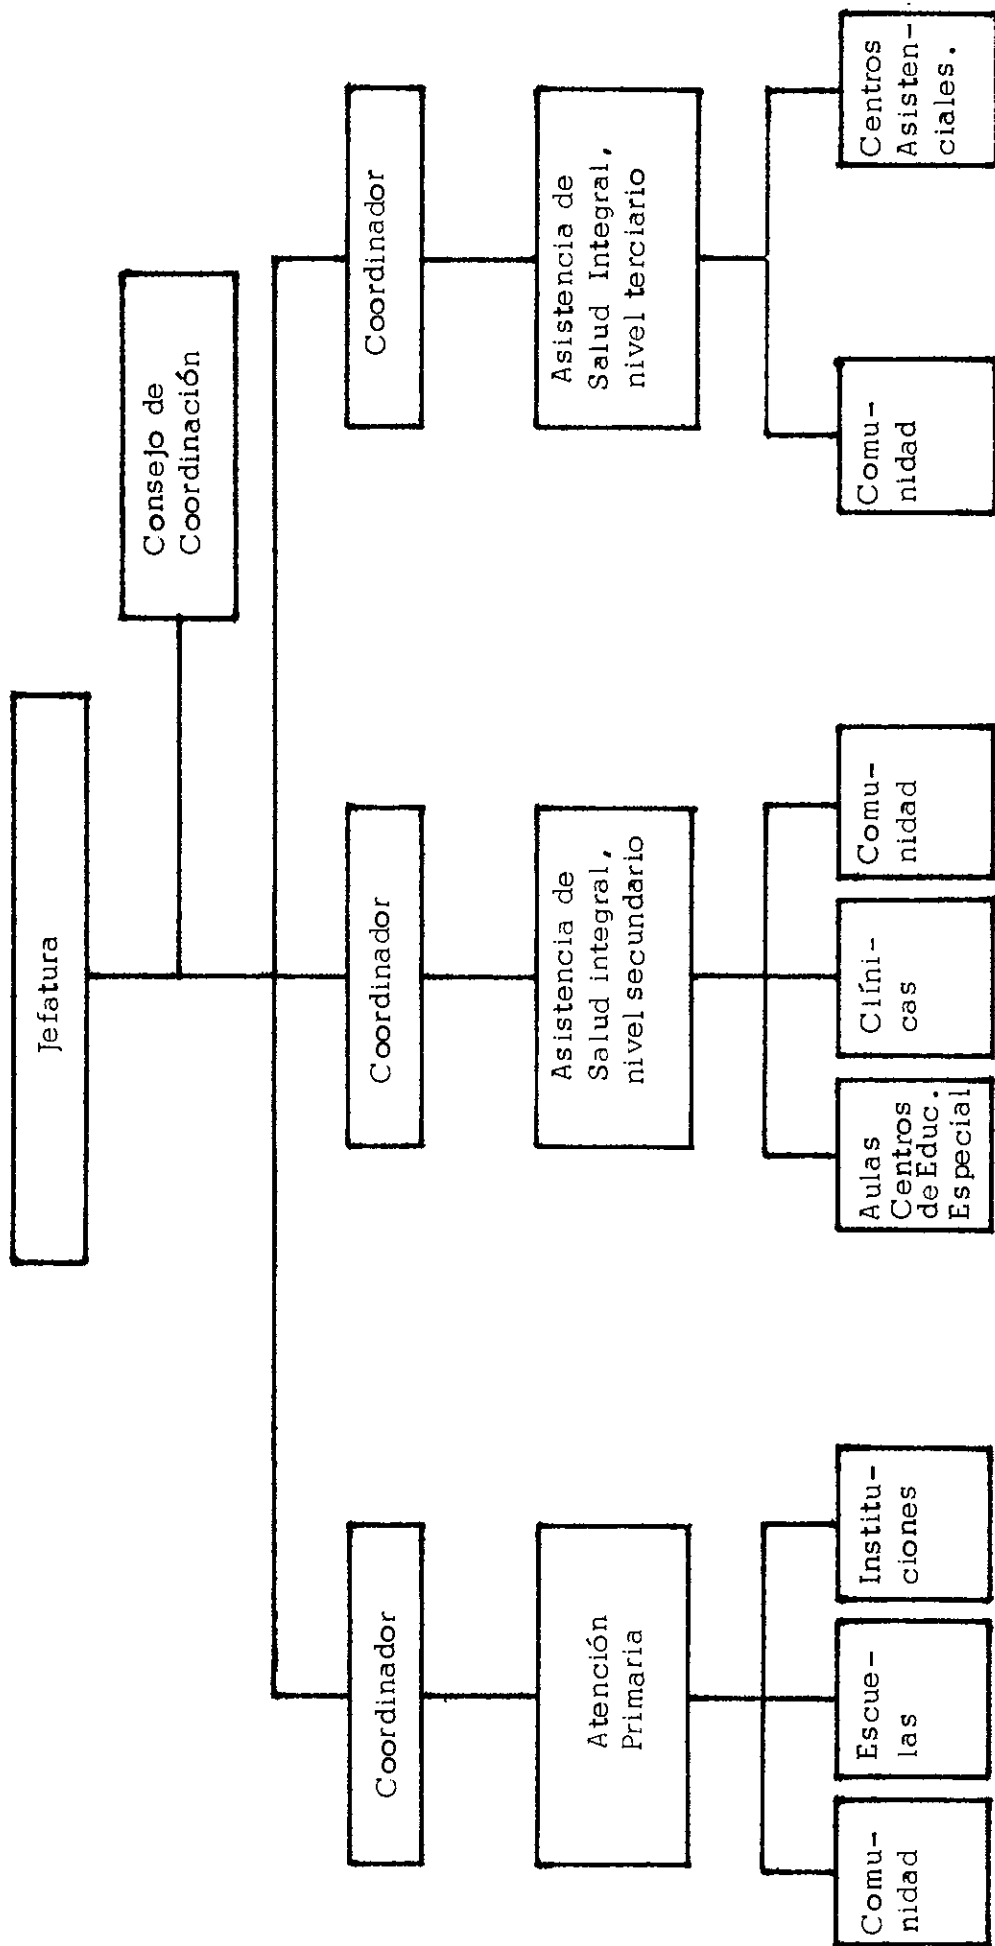 Jefatura
Consejo de
Coordinación
Coordinador
Coordinador
Coordinador
Atención
Primaria
Asistencia de
Salud integral,
nivel secundario
Asistencia de
Salud Integral,
nivel terciario
Comu-
nidad
Escue-
las
Institu-
ciones
Aulas
Centros
de Educ.
Especial
Clíni-
cas
Comu-
nidad
Comu-
nidad
Centros
Asisten-
ciales.